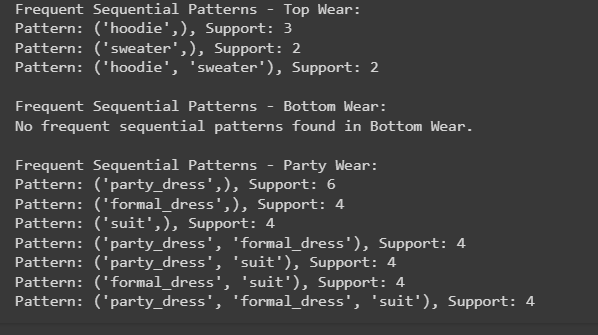 Frequent Sequential Patterns - Top Wear:
Pattern: ('hoodie',), Support: 3
Pattern: ('sweater',), Support: 2
Pattern: ('hoodie', 'sweater'), Support: 2
Frequent Sequential Patterns - Bottom Wear:
No frequent sequential patterns found in Bottom Wear.
Frequent Sequential Patterns - Party Wear:
Pattern: ('party_dress',), Support: 6
Pattern: ('formal_dress',), Support: 4
Pattern: ('suit',), Support: 4
Pattern: ('party_dress', 'formal_dress'), Support: 4
Pattern: ('party_dress', 'suit'), Support: 4
Pattern: ('formal_dress', 'suit'), Support: 4
Pattern: ('party_dress', 'formal_dress', 'suit'), Support: 4